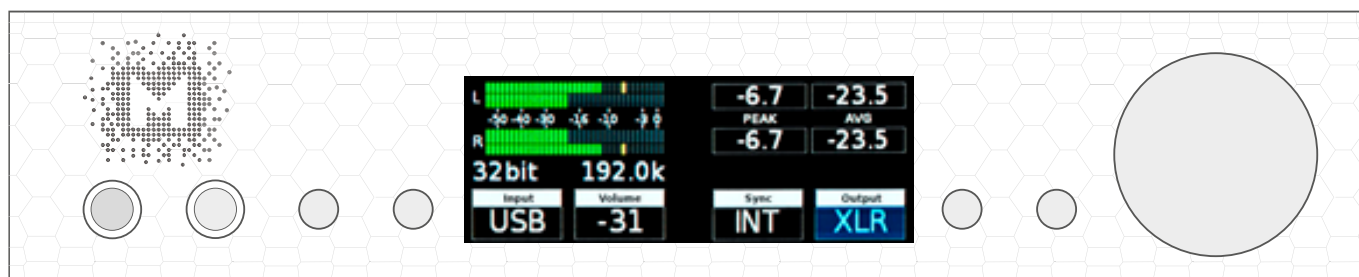 M
L
-6.7 -23.5
-50 -40 -30 -16 -10 -3 0
PEAK AVG
R
-6.7 -23.5
32bit 192.0k
Input Volume Sync Output
USB -31 INT XLR